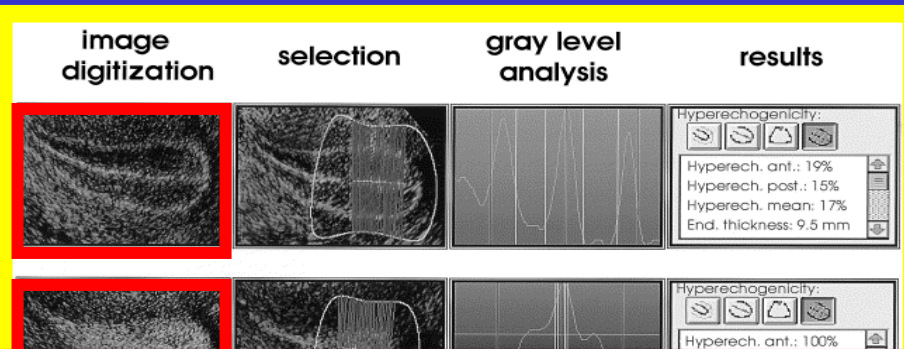 image
digitization
selection
gray level
analysis
results
Hyperechogenicity:
Hyperech. ant.: 19%
Hyperech. post.: 15%
Hyperech. mean: 17%
End. thickness: 9.5 mm
Hyperechogenicity:
Hyperech. ant.: 100%